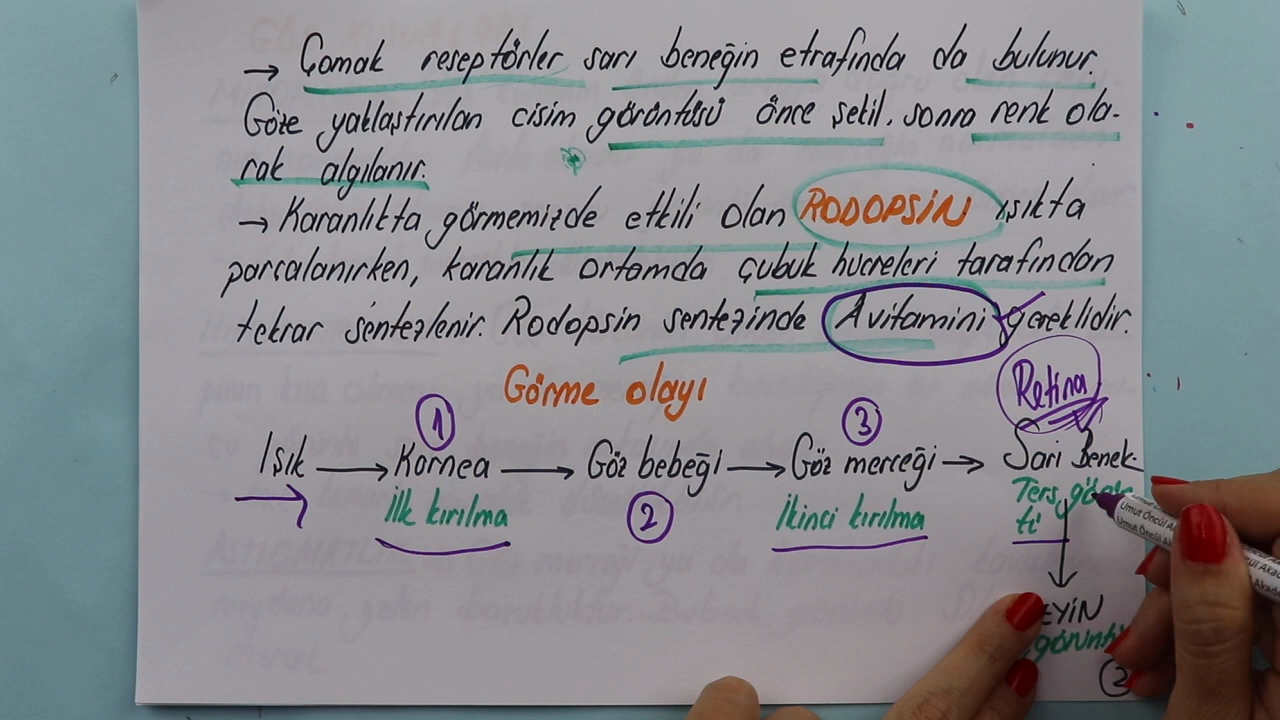 → Çomak reseptörler sarı beneğin etrafında da bulunur.
Göze yaklaştırılan cisim görüntüsü önce şekil, sonra renk ola-
rak algılanır.
→ Karanlıkta görmemizde etkili olan RODOPSİN ışıkta
parçalanırken, karanlık ortamda çubuk hücreleri tarafından
tekrar sentezlenir. Rodopsin sentezinde A vitamini gereklidir.
Görme olayı
Retina
1
3
Işık → Kornea → Göz bebeği → Göz merceği → Sarı Benek
İlk kırılma
2
İkinci kırılma
Ters
ti
2